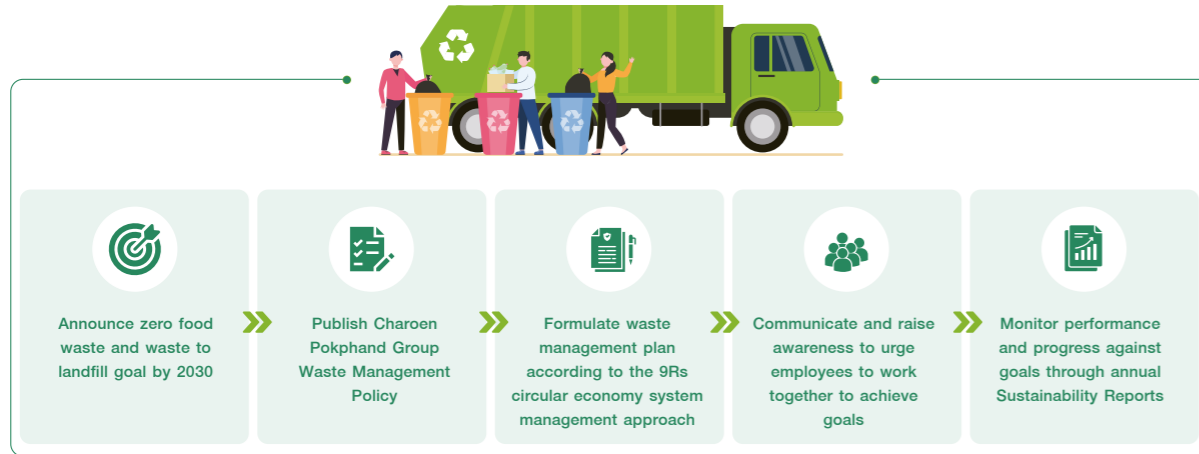 Announce zero food
waste and waste to
landfill goal by 2030
Publish Charoen
Pokphand Group
Waste Management
Policy
Formulate waste
management plan
according to the 9Rs
circular economy system
management approach
Communicate and raise
awareness to urge
employees to work
together to achieve
goals
Monitor performance
and progress against
goals through annual
Sustainability Reports